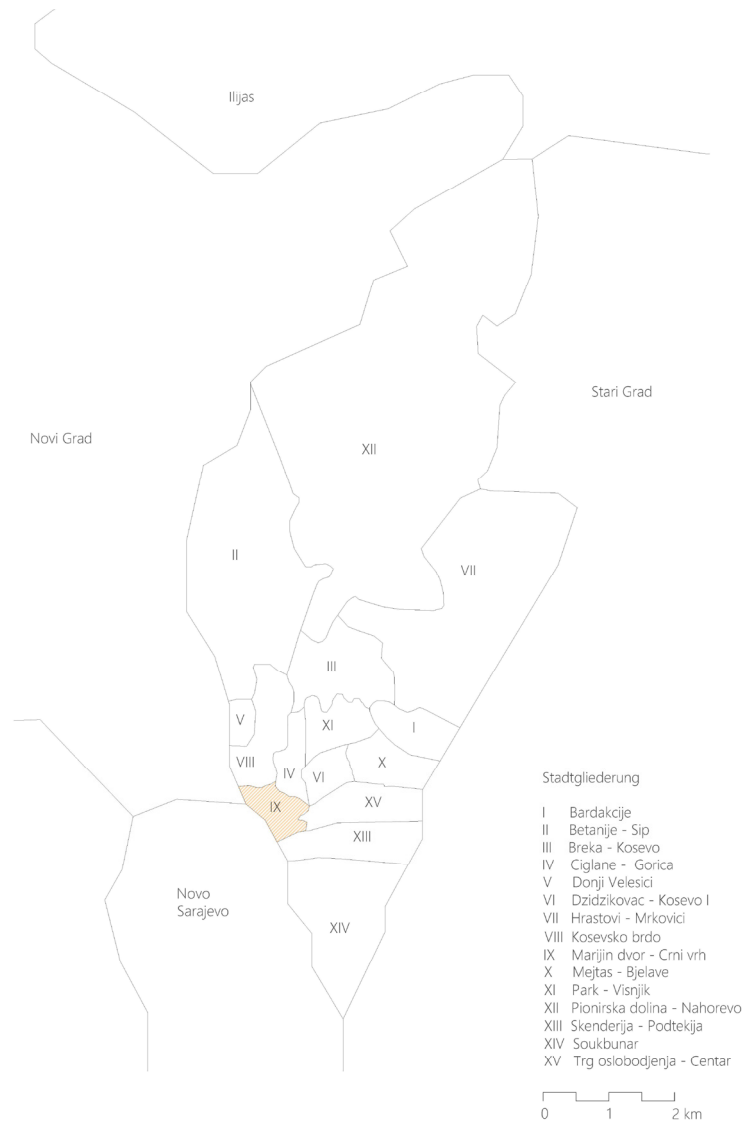 Ilijas
Stari Grad
Novi Grad
XII
II
VII
III
V
XI
I
VIII
IV
VI
X
IX
XV
XIII
Novo
Sarajevo
XIV
Stadtgliederung
I Bardakcije
II Betanije - Sip
III Breka - Kosevo
IV Ciglane - Gorica
V Donji Velesici
VI Dzidzikovac - Kosevo I
VII Hrastovi - Mrkovici
VIII Kosevsko brdo
IX Marijin dvor - Crni vrh
X Mejtas - Bjelave
XI Park - Visnjik
XII Pionirska dolina - Nahorevo
XIII Skenderija - Podtekija
XIV Soukbunar
XV Trg oslobodjenja - Centar
0 1 2 km